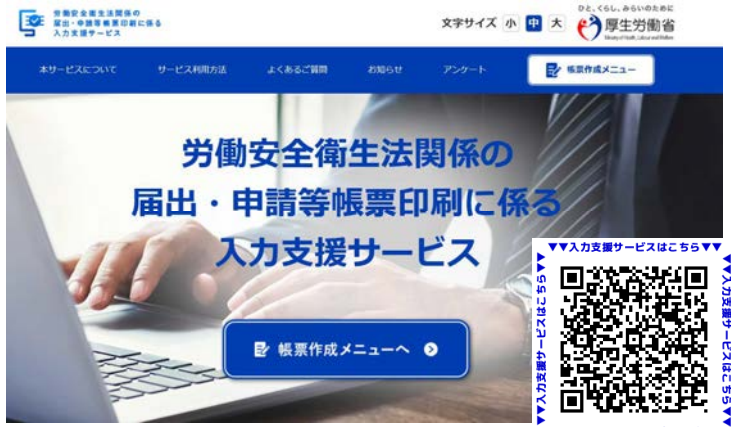 労働安全衛生法関係の
届出・申請等帳票印刷に係る
入力支援サービス
文字サイズ 小 中 大
ひと、くらし、みらいのために
厚生労働省
Ministry of Health, Labour and Welfare
本サービスについて サービス利用方法 よくあるご質問 お知らせ アンケート 帳票作成メニュー
労働安全衛生法関係の
届出・申請等帳票印刷に係る
入力支援サービス
帳票作成メニューへ
▼▼入力支援サービスはこちら▼▼
▼▼入力支援サービスはこちら▼▼
▼▼入力支援サービスはこちら▼▼